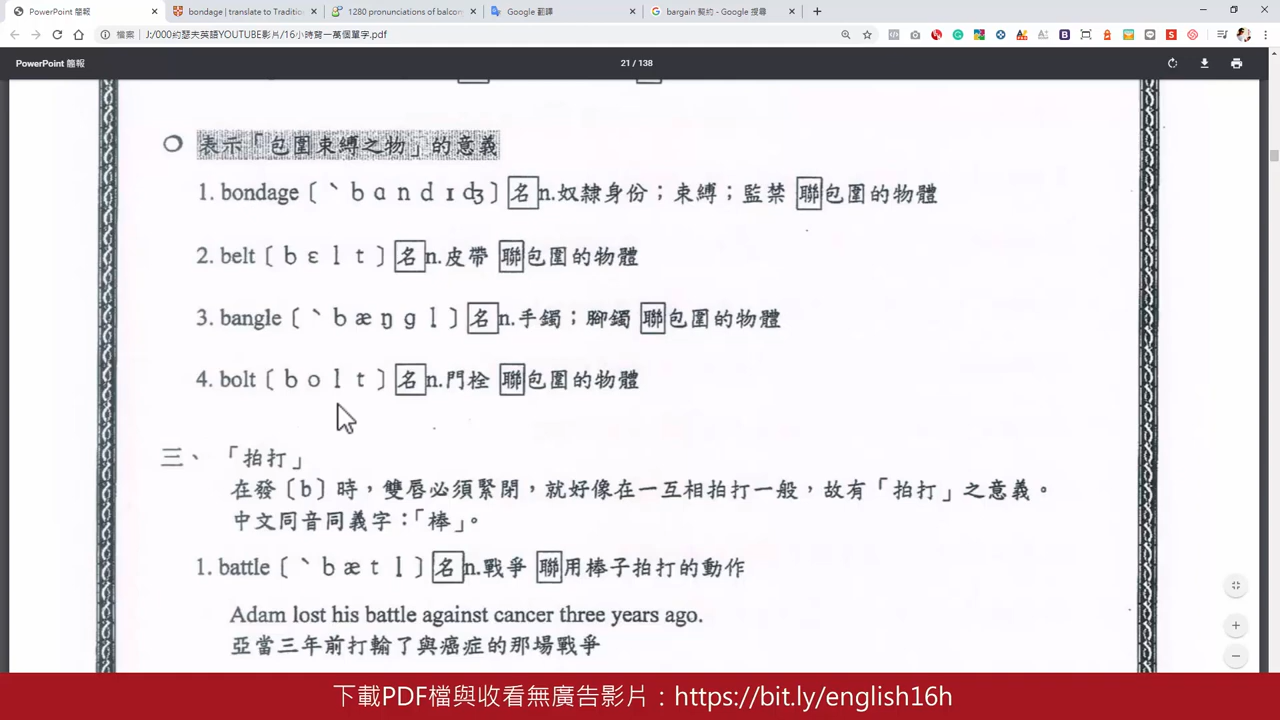 PowerPoint 簡報
bondage | translate to Traditio
1280 pronunciations of balcon
Google 翻譯
bargain 契約 - Google 搜尋
檔案 | J:/000約瑟夫英語YOUTUBE影片/16小時背一萬個單字.pdf
PowerPoint 簡報
21 / 138
表示「包圍束縛之物」的意義
1. bondage〔ˋbɑndɪʤ〕名n.奴隸身份；束縛；監禁 聯包圍的物體
2. belt〔bɛlt〕名n.皮帶 聯包圍的物體
3. bangle〔ˋbæŋgl〕名n.手鐲；腳鐲 聯包圍的物體
4. bolt〔bolt〕名n.門栓 聯包圍的物體
三、「拍打」
在發〔b〕時，雙唇必須緊閉，就好像在一互相拍打一般，故有「拍打」之意義。
中文同音同義字：「棒」。
1. battle〔ˋbætl〕名n.戰爭 聯用棒子拍打的動作
Adam lost his battle against cancer three years ago.
亞當三年前打輸了與癌症的那場戰爭
下載PDF檔與收看無廣告影片：https://bit.ly/english16h